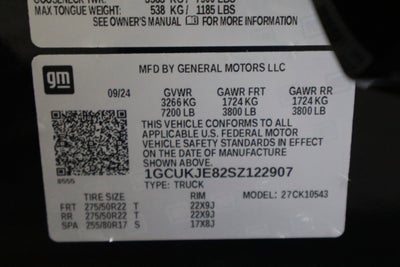 MAX TONGUE WEIGHT: 538 KG / 1185 LBS
SEE OWNER'S MANUAL FOR MORE INFORMATION
gm
MFD BY GENERAL MOTORS LLC
09/24 GVWR GAWR FRT GAWR RR
3266 KG 1724 KG 1724 KG
7200 LB 3800 LB 3800 LB
THIS VEHICLE CONFORMS TO ALL
APPLICABLE U.S. FEDERAL MOTOR
VEHICLE SAFETY STANDARDS IN EFFECT
ON THE DATE OF MANUFACTURE
SHOWN ABOVE
1GCUKJE82SZ122907
TYPE: TRUCK
TIRE SIZE RIM MODEL: 27CK10543
FRT 275/50R22 T 22X9J
RR 275/50R22 T 22X9J
SPA 255/80R17 S 17X8J